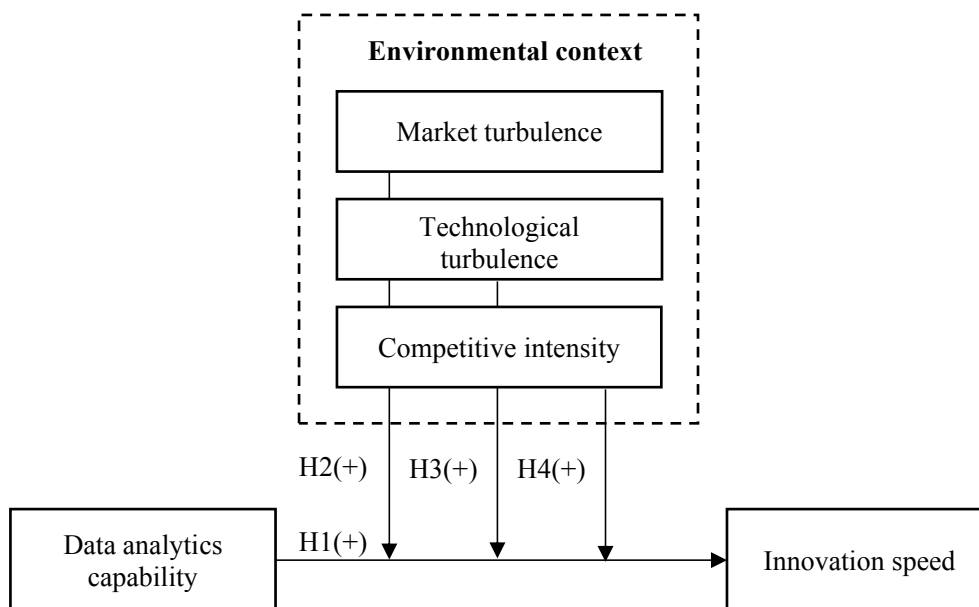 Environmental context
Market turbulence
Technological
turbulence
Competitive intensity
H2(+)
H3(+)
H4(+)
H1(+)
Data analytics
capability
Innovation speed